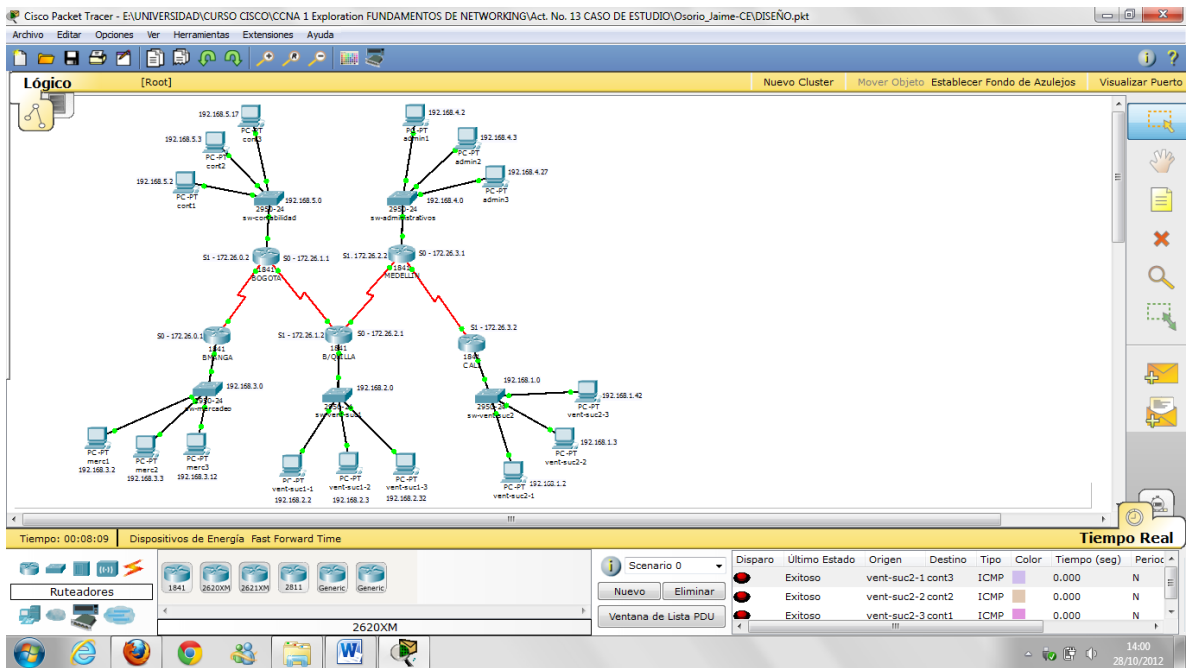 Cisco Packet Tracer - E:\UNIVERSIDAD\CURSO CISCO\CCNA 1 Exploration FUNDAMENTOS DE NETWORKING\Act. No. 13 CASO DE ESTUDIO\Osorio_Jaime-CE\DISEÑO.pkt
Archivo Editar Opciones Ver Herramientas Extensiones Ayuda
Lógico [Root] Nuevo Cluster Mover Objeto Establecer Fondo de Azulejos Visualizar Puerto
192.168.5.17
PC-PT
cont3
192.168.5.3
PC-PT
cont2
192.168.5.2
PC-PT
cont1
192.168.5.0
2950-24
sw-contabilidad
192.168.4.2
PC-PT
admin1
192.168.4.3
PC-PT
admin2
192.168.4.27
PC-PT
admin3
192.168.4.0
2950-24
sw-administrativos
S1 - 172.26.0.2
S0 - 172.26.1.1
1841
BOGOTA
S1. 172.26.2.2
S0 - 172.26.3.1
1841
MEDELLIN
S0 - 172.26.0.1
1841
BMANGA
S1 - 172.26.1.2
S0 - 172.26.2.1
1841
B/QUILLA
S1 - 172.26.3.2
1841
CALI
192.168.3.0
2950-24
sw-mercadeo
192.168.2.0
2950-24
sw-vent-suc1
192.168.1.0
2950-24
sw-vent-suc2
192.168.1.42
PC-PT
vent-suc2-3
192.168.1.3
PC-PT
vent-suc2-2
192.168.1.2
PC-PT
vent-suc2-1
PC-PT
merc1
192.168.3.2
PC-PT
merc2
192.168.3.3
PC-PT
merc3
192.168.3.12
PC-PT
vent-suc1-1
192.168.2.2
PC-PT
vent-suc1-2
192.168.2.3
PC-PT
vent-suc1-3
192.168.2.32
Tiempo: 00:08:09 Dispositivos de Energía Fast Forward Time Tiempo Real
Ruteadores
1841 2620XM 2621XM 2811 Generic Generic
2620XM
Scenario 0
Nuevo Eliminar
Ventana de Lista PDU
Disparo Último Estado Origen Destino Tipo Color Tiempo (seg) Perioc
Exitoso vent-suc2-1 cont3 ICMP 0.000 N
Exitoso vent-suc2-2 cont2 ICMP 0.000 N
Exitoso vent-suc2-3 cont1 ICMP 0.000 N
14:00
28/10/2012